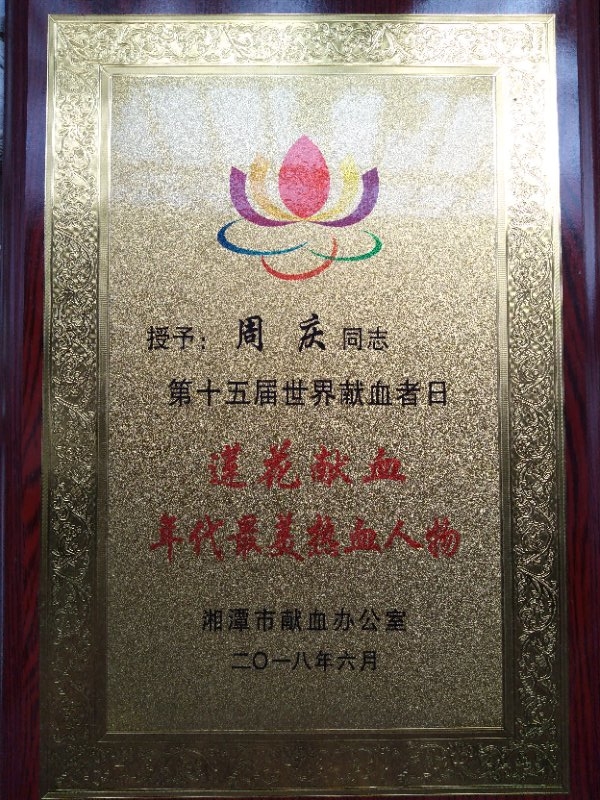 授予：周庆同志
第十五届世界献血者日
莲花献血
年代最美热血人物
湘潭市献血办公室
二〇一八年六月